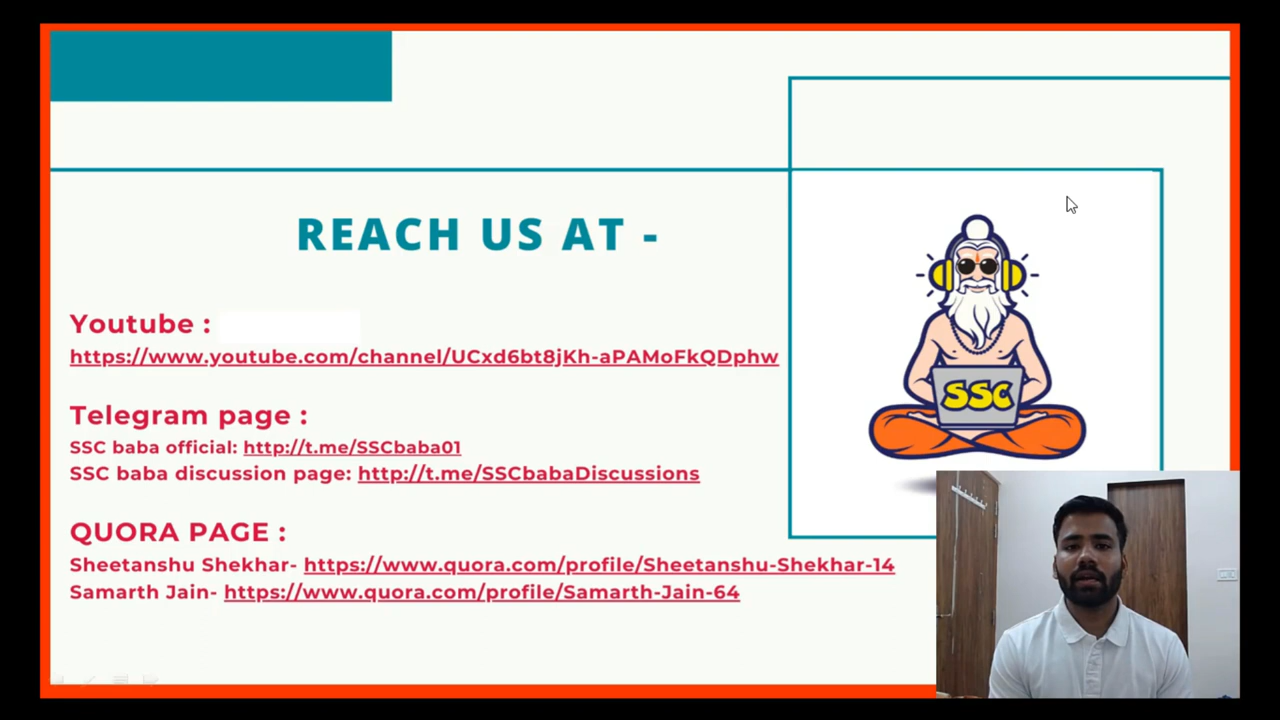 REACH US AT -
Youtube :
https://www.youtube.com/channel/UCxd6bt8jKh-aPAMoFkQDphw
Telegram page :
SSC baba official: http://t.me/SSCbaba01
SSC baba discussion page: http://t.me/SSCbabaDiscussions
QUORA PAGE :
Sheetanshu Shekhar- https://www.quora.com/profile/Sheetanshu-Shekhar-14
Samarth Jain- https://www.quora.com/profile/Samarth-Jain-64
SSC